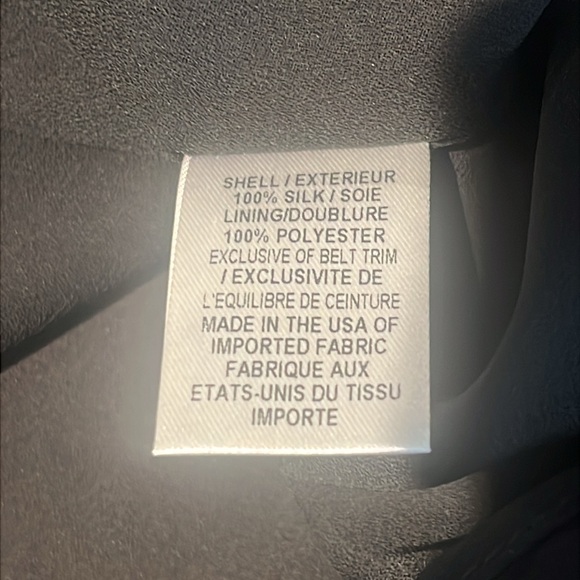 SHELL / EXTERIEUR
100% SILK / SOIE
LINING/DOUBLURE
100% POLYESTER
EXCLUSIVE OF BELT TRIM
/ EXCLUSIVITE DE
L'EQUILIBRE DE CEINTURE
MADE IN THE USA OF
IMPORTED FABRIC
FABRIQUE AUX
ETATS-UNIS DU TISSU
IMPORTE